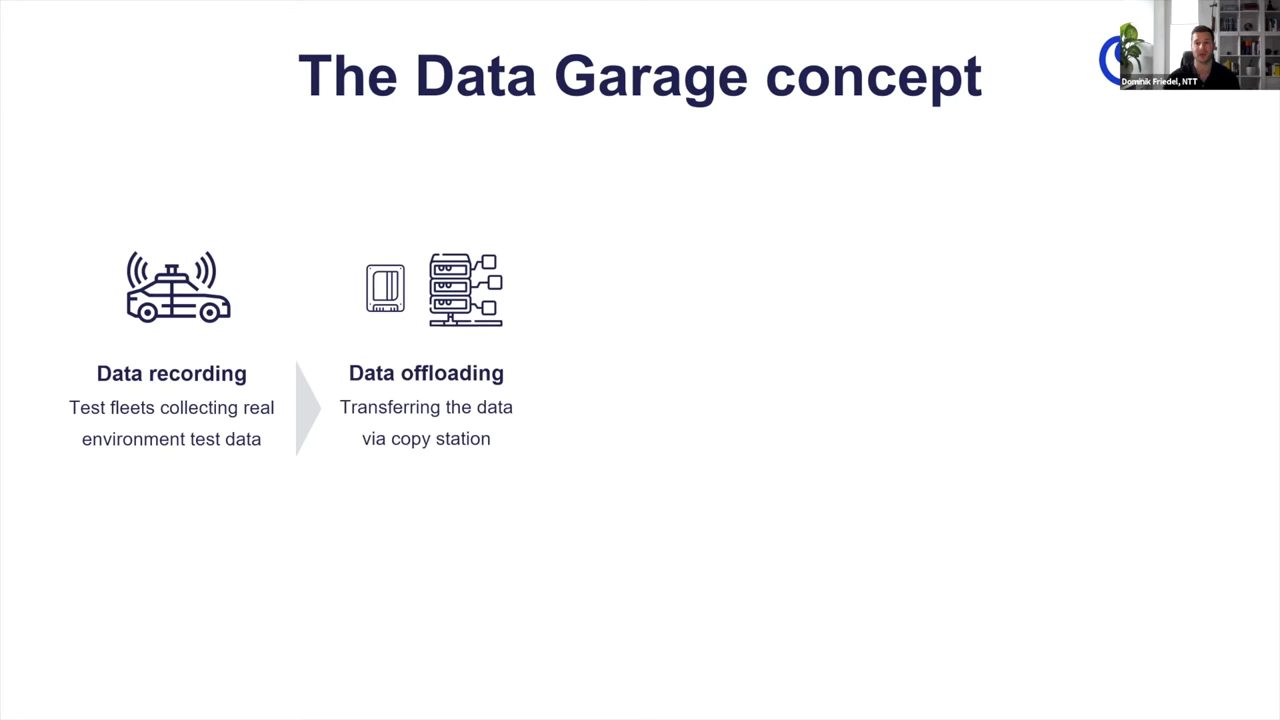 The Data Garage concept
Dominik Friedel, NTT
Data recording
Test fleets collecting real
environment test data
Data offloading
Transferring the data
via copy station